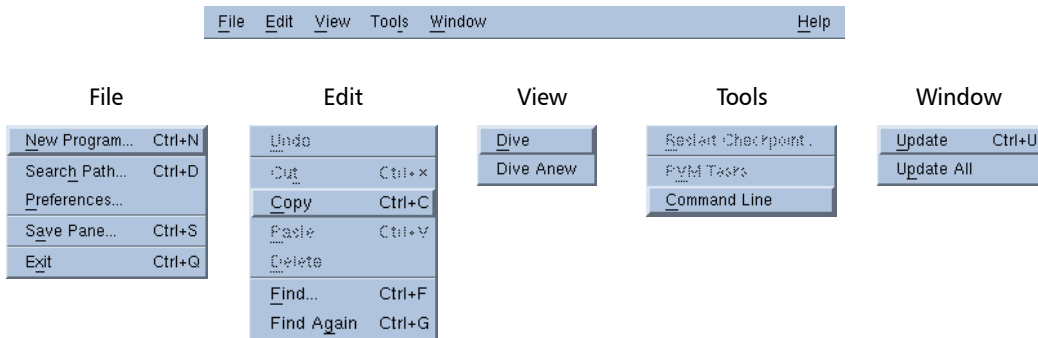 File Edit View Tools Window Help
File
New Program... Ctrl+N
Search Path... Ctrl+D
Preferences...
Save Pane... Ctrl+S
Exit Ctrl+Q
Edit
Undo
Cut Ctrl+x
Copy Ctrl+C
Paste Ctrl+V
Delete
Find... Ctrl+F
Find Again Ctrl+G
View
Dive
Dive Anew
Tools
Restart Checkpoint..
PVM Tasks
Command Line
Window
Update Ctrl+U
Update All